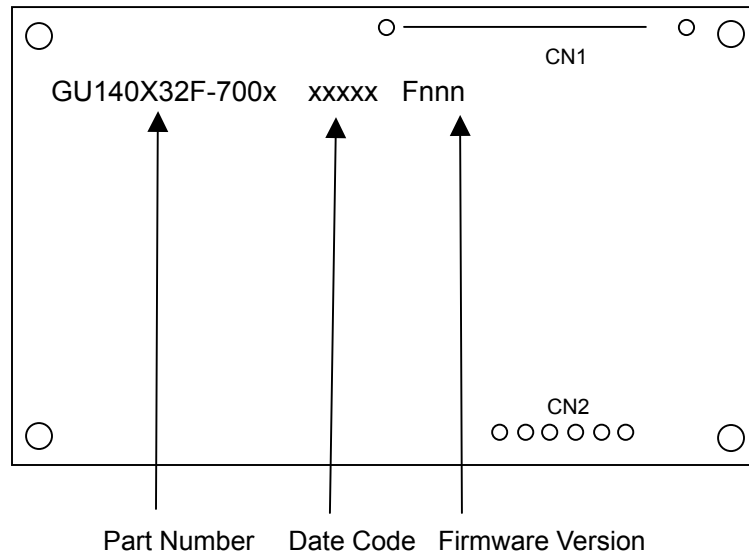 CN1
GU140X32F-700x xxxxx Fnnn
CN2
Part Number Date Code Firmware Version